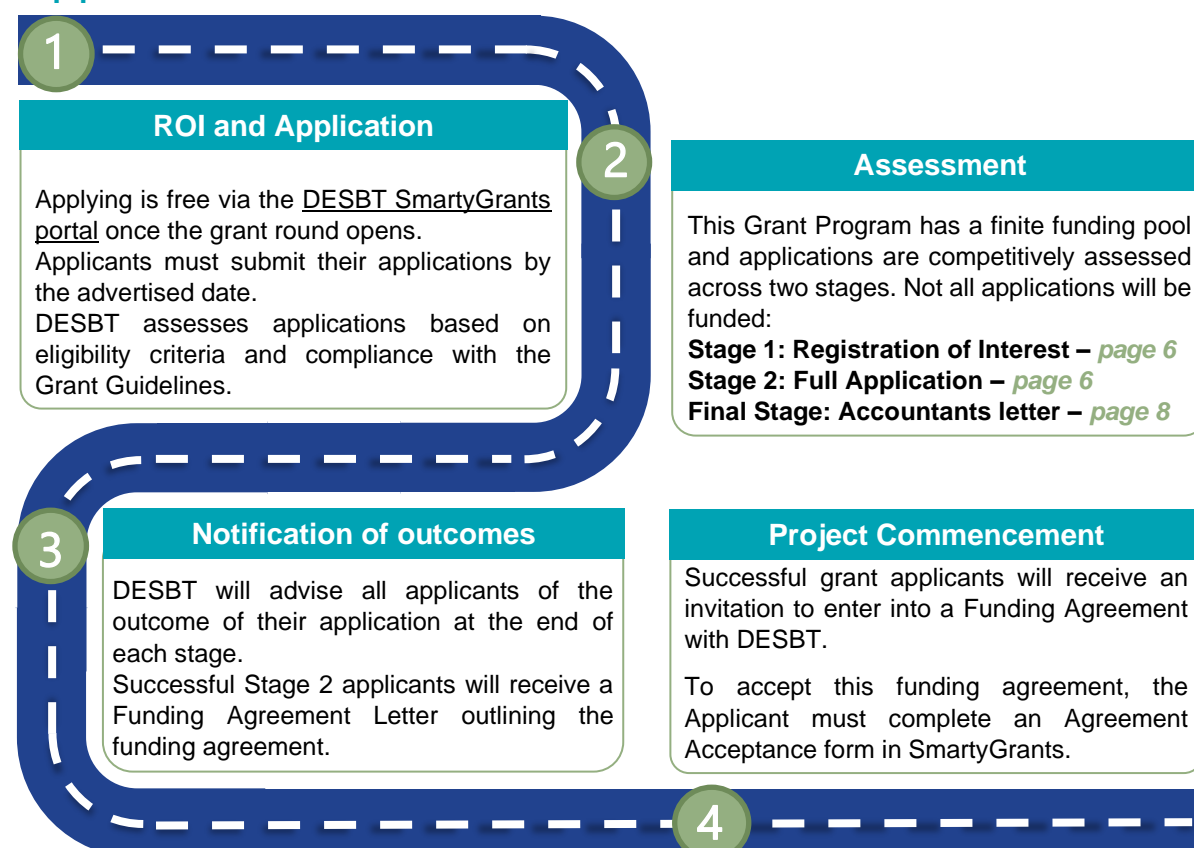 1
ROI and Application
Applying is free via the DESBT SmartyGrants
portal once the grant round opens.
Applicants must submit their applications by
the advertised date.
DESBT assesses applications based on
eligibility criteria and compliance with the
Grant Guidelines.
2
Assessment
This Grant Program has a finite funding pool
and applications are competitively assessed
across two stages. Not all applications will be
funded:
Stage 1: Registration of Interest – page 6
Stage 2: Full Application – page 6
Final Stage: Accountants letter – page 8
3
Notification of outcomes
DESBT will advise all applicants of the
outcome of their application at the end of
each stage.
Successful Stage 2 applicants will receive a
Funding Agreement Letter outlining the
funding agreement.
Project Commencement
Successful grant applicants will receive an
invitation to enter into a Funding Agreement
with DESBT.
To accept this funding agreement, the
Applicant must complete an Agreement
Acceptance form in SmartyGrants.
4